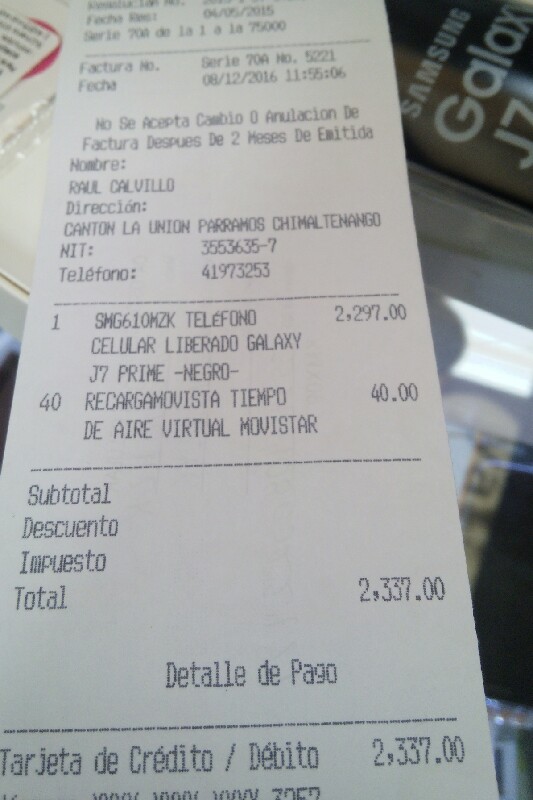 Fecha Res: 04/05/2015
Serie 70A de la 1 a la 75000
Factura No. Serie 70A No. 5221
Fecha 08/12/2016 11:55:06
No Se Acepta Cambio O Anulacion De
Factura Despues De 2 Meses De Emitida
Nombre:
RAUL CALVILLO
Dirección:
CANTON LA UNION PARRAMOS CHIMALTENANGO
NIT: 3553635-7
Teléfono: 41973253
1 SMG610MZK TELéFONO 2,297.00
CELULAR LIBERADO GALAXY
J7 PRIME -NEGRO-
40 RECARGAMOVISTA TIEMPO 40.00
DE AIRE VIRTUAL MOVISTAR
Subtotal
Descuento
Impuesto
Total 2,337.00
Detalle de Pago
Tarjeta de Crédito / Débito 2,337.00
SAMSUNG
Galaxy
J7